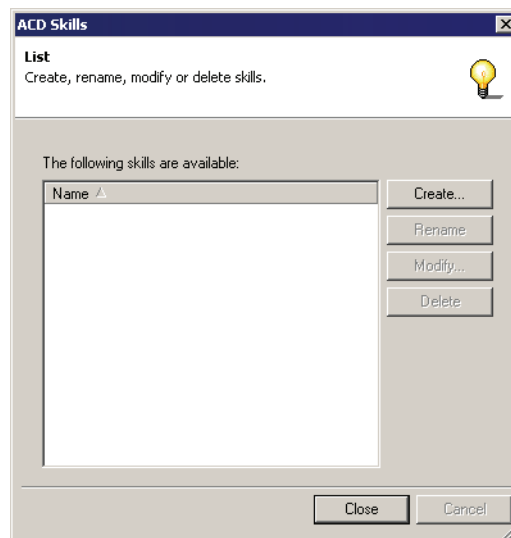 ACD Skills
List
Create, rename, modify or delete skills.
The following skills are available:
Name
Create...
Rename
Modify...
Delete
Close
Cancel